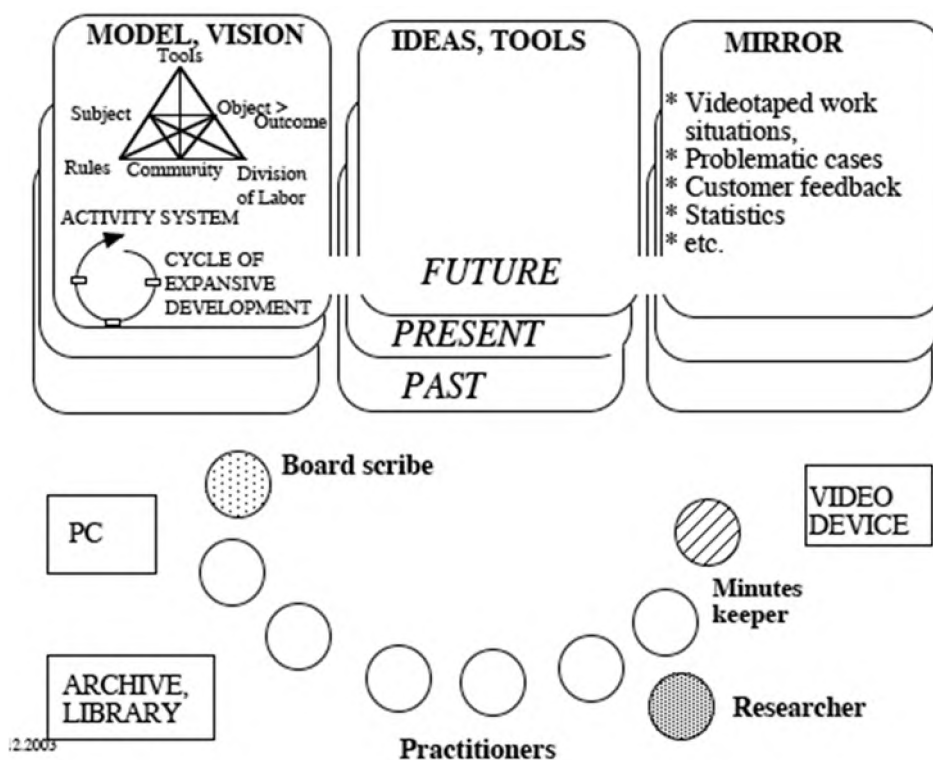 MODEL, VISION
Tools
Subject
Object >
Outcome
Rules
Community
Division
of Labor
ACTIVITY SYSTEM
CYCLE OF
EXPANSIVE
DEVELOPMENT
IDEAS, TOOLS
FUTURE
PRESENT
PAST
MIRROR
* Videotaped work
situations,
* Problematic cases
* Customer feedback
* Statistics
* etc.
Board scribe
PC
VIDEO
DEVICE
Minutes
keeper
ARCHIVE,
LIBRARY
Researcher
Practitioners
12.2003